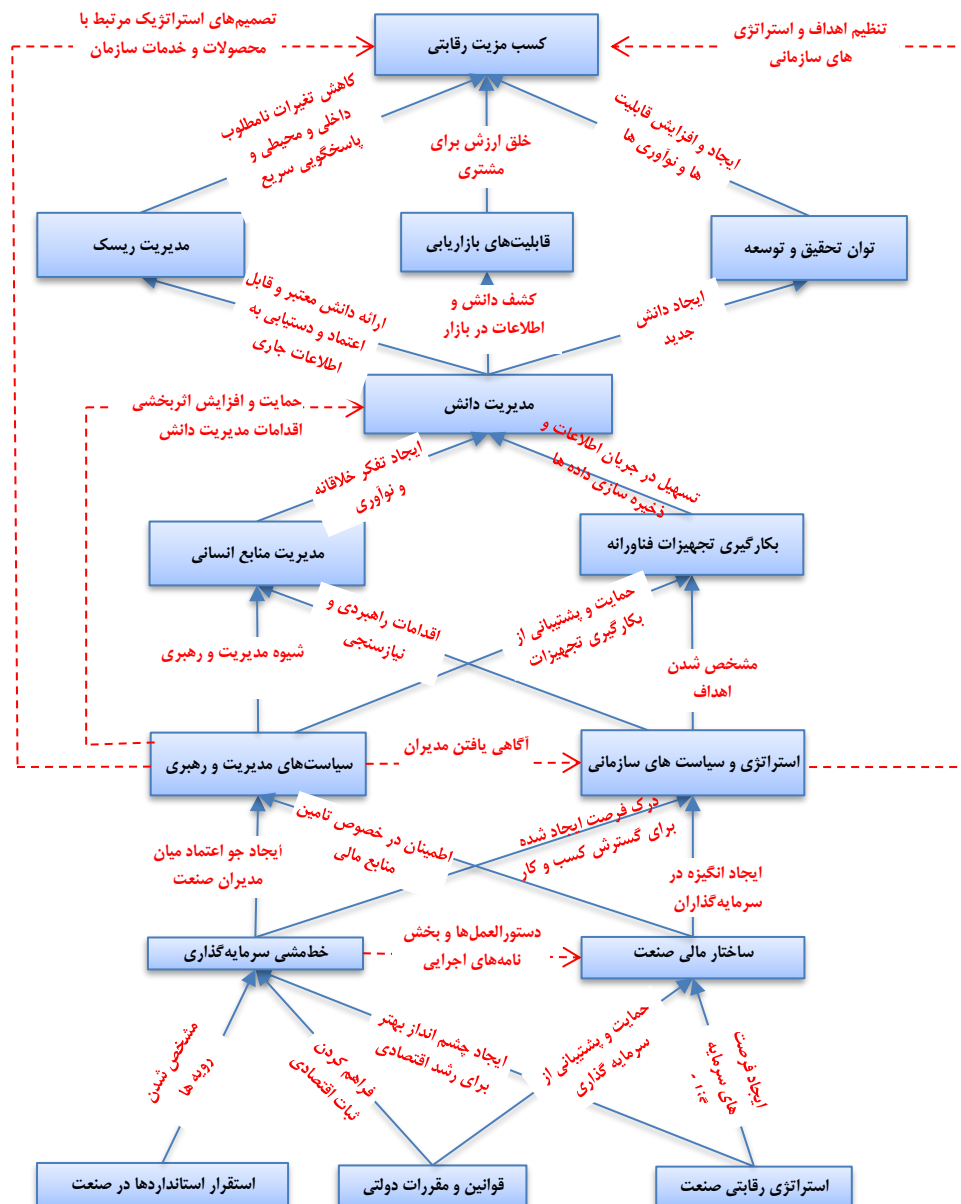 تصمیم‌های استراتژیک مرتبط با
محصولات و خدمات سازمان
کسب مزیت رقابتی
تنظیم اهداف و استراتژی
های سازمانی
کاهش تغیرات نامطلوب
داخلی و محیطی و
پاسخگویی سریع
خلق ارزش برای
مشتری
ایجاد و افزایش قابلیت
ها و نوآوری ها
مدیریت ریسک
قابلیت‌های بازاریابی
توان تحقیق و توسعه
ارائه دانش معتبر و قابل
اعتماد و دستیابی به
اطلاعات جاری
کشف دانش و
اطلاعات در بازار
ایجاد دانش
جدید
مدیریت دانش
حمایت و افزایش اثربخشی
اقدامات مدیریت دانش
ایجاد تفکر خلاقانه
و نوآوری
تسهیل در جریان اطلاعات و
ذخیره سازی داده ها
مدیریت منابع انسانی
بکارگیری تجهیزات فناورانه
شیوه مدیریت و رهبری
اقدامات راهبردی و
نیازسنجی
حمایت و پشتیبانی از
بکارگیری تجهیزات
مشخص شدن
اهداف
سیاست‌های مدیریت و رهبری
آگاهی یافتن مدیران
استراتژی و سیاست های سازمانی
ایجاد جو اعتماد میان
مدیران صنعت
اطمینان در خصوص تامین
منابع مالی
درک فرصت ایجاد شده
برای گسترش کسب و کار
ایجاد انگیزه در
سرمایه‌گذاران
خط‌مشی سرمایه‌گذاری
دستورالعمل‌ها و بخش
نامه‌های اجرایی
ساختار مالی صنعت
مشخص شدن
رویه ها
فراهم کردن
ثبات اقتصادی
ایجاد چشم انداز بهتر
برای رشد اقتصادی
حمایت و پشتیبانی از
سرمایه گذاری
ایجاد فرصت
های سرمایه
استقرار استانداردها در صنعت
قوانین و مقررات دولتی
استراتژی رقابتی صنعت